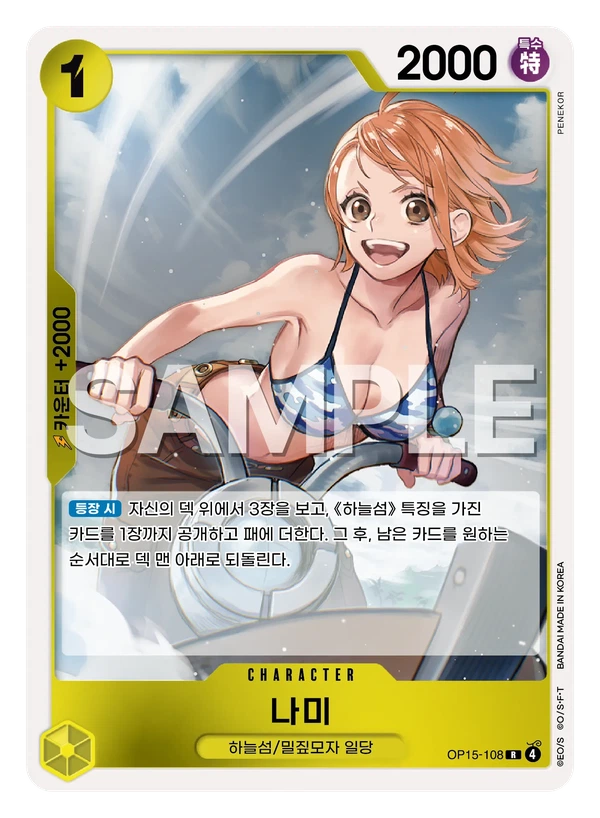 1
2000
특수
特
PENEKOR
카운터 +2000
SAMPLE
등장 시 자신의 덱 위에서 3장을 보고, 《하늘섬》 특징을 가진
카드를 1장까지 공개하고 패에 더한다. 그 후, 남은 카드를 원하는
순서대로 덱 맨 아래로 되돌린다.
CHARACTER
나미
하늘섬/밀짚모자 일당
OP15-108 R 4
©EO/S ©O/S·F·T BANDAI MADE IN KOREA